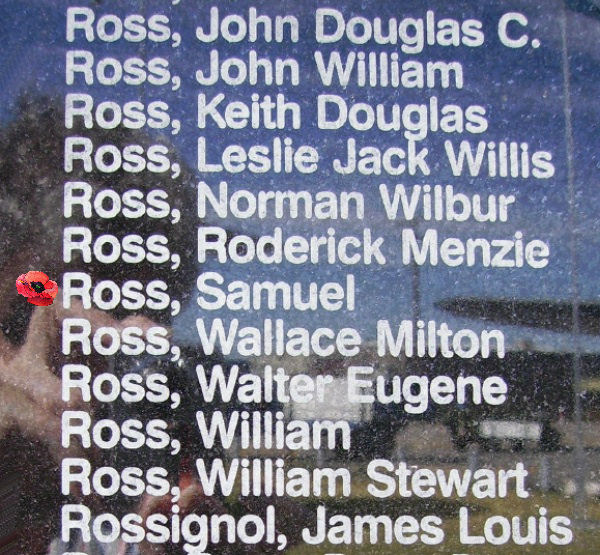 Ross, John Douglas C.
Ross, John William
Ross, Keith Douglas
Ross, Leslie Jack Willis
Ross, Norman Wilbur
Ross, Roderick Menzie
Ross, Samuel
Ross, Wallace Milton
Ross, Walter Eugene
Ross, William
Ross, William Stewart
Rossignol, James Louis